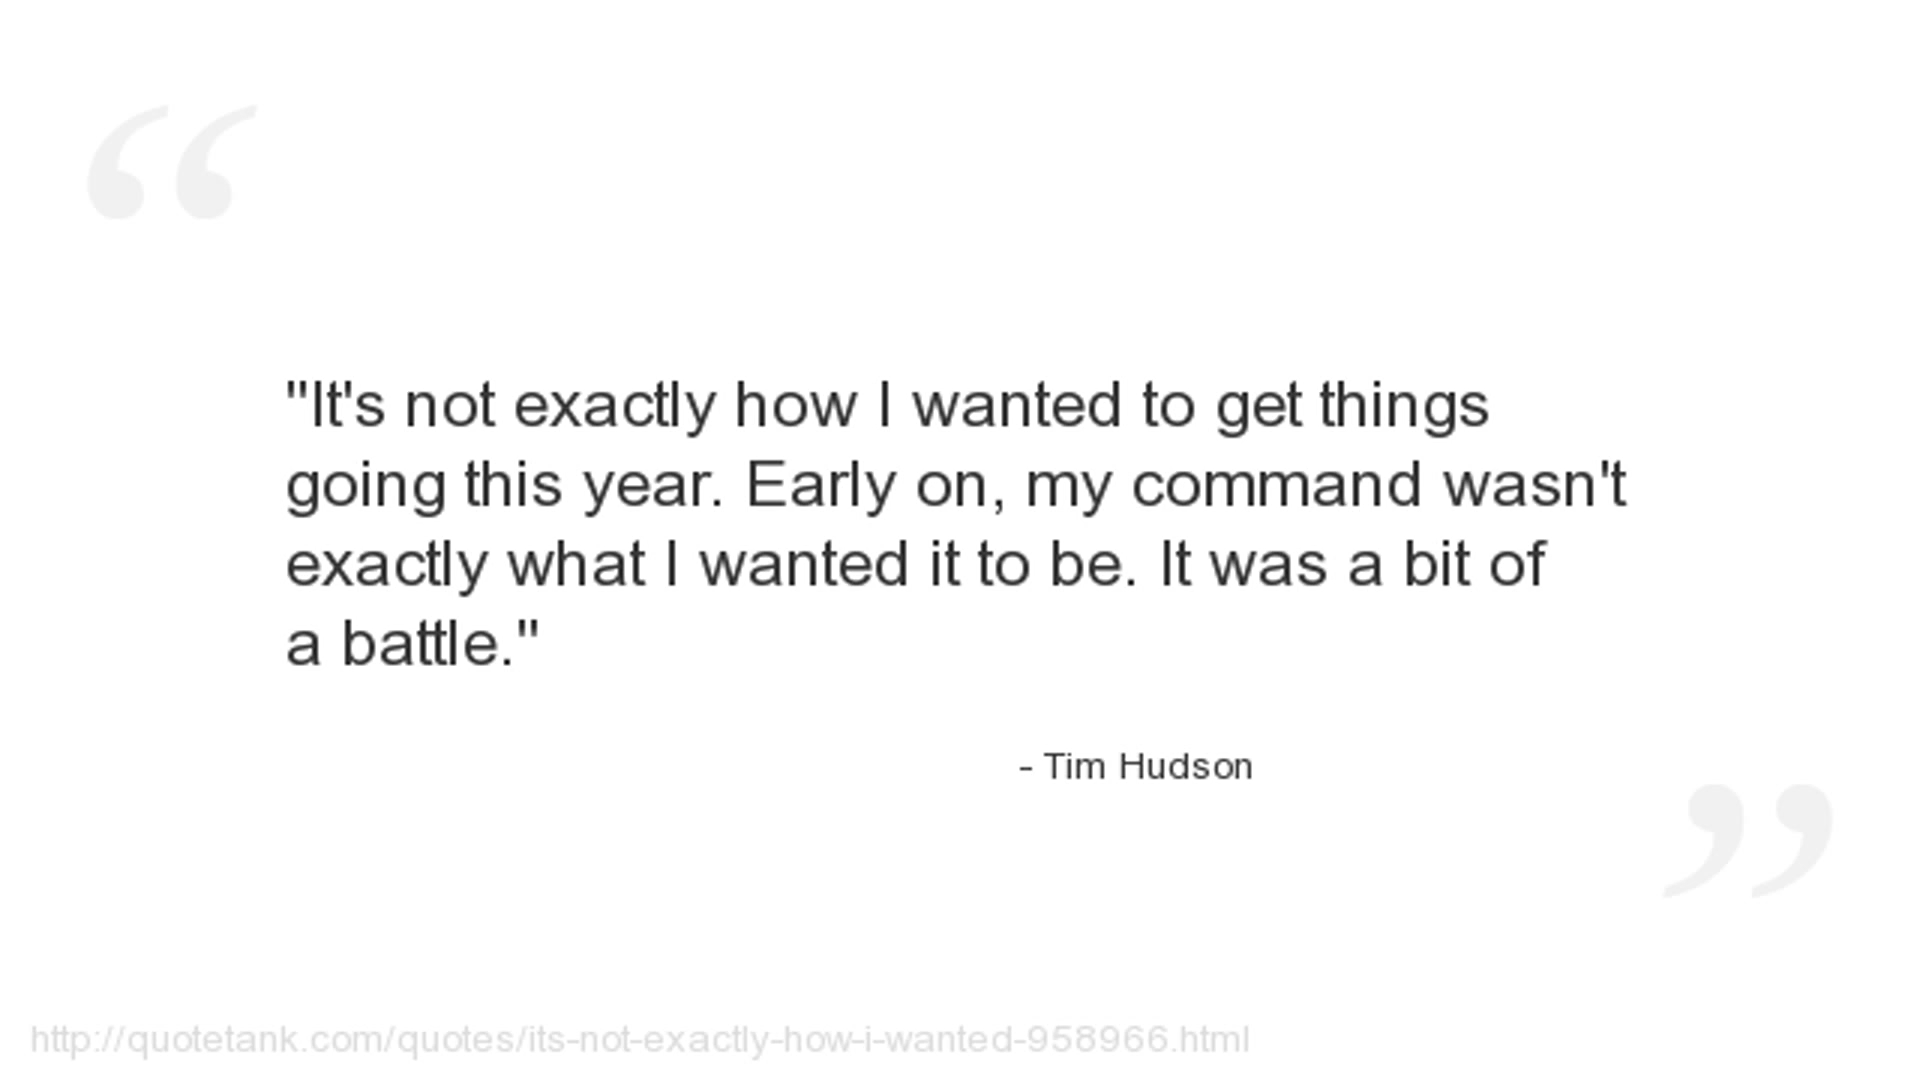 "It's not exactly how I wanted to get things
going this year. Early on, my command wasn't
exactly what I wanted it to be. It was a bit of
a battle."
- Tim Hudson
http://quotetank.com/quotes/its-not-exactly-how-i-wanted-958966.html